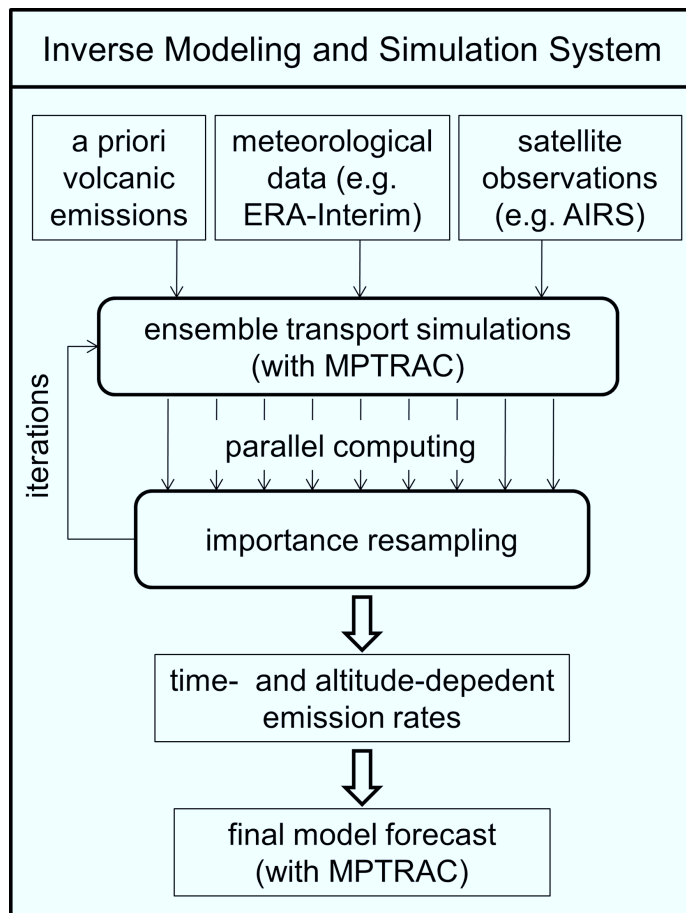 Inverse Modeling and Simulation System
a priori
volcanic
emissions
meteorological
data (e.g.
ERA-Interim)
satellite
observations
(e.g. AIRS)
ensemble transport simulations
(with MPTRAC)
iterations
parallel computing
importance resampling
time- and altitude-depedent
emission rates
final model forecast
(with MPTRAC)